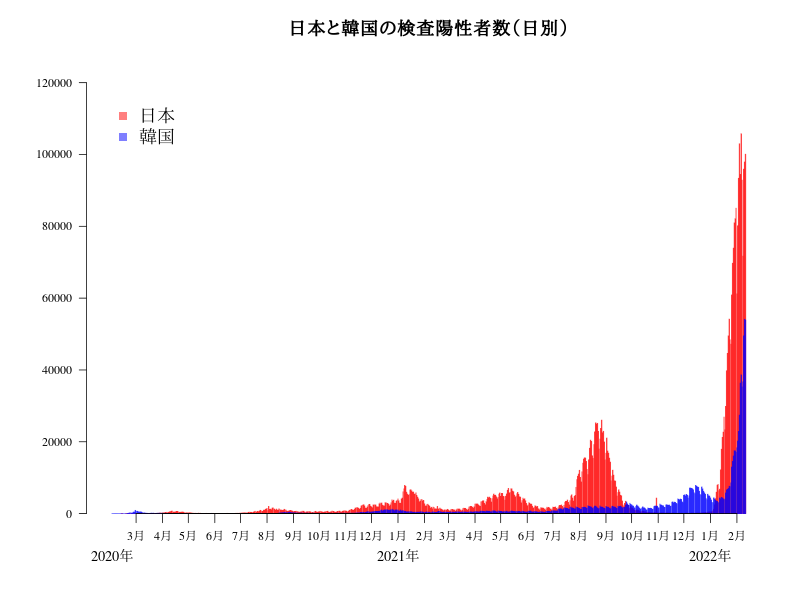 日本と韓国の検査陽性者数（日別）
120000
100000
80000
60000
40000
20000
0
日本
韓国
3月 4月 5月 6月 7月 8月 9月 10月 11月 12月 1月 2月 3月 4月 5月 6月 7月 8月 9月 10月 11月 12月 1月 2月
2020年 2021年 2022年